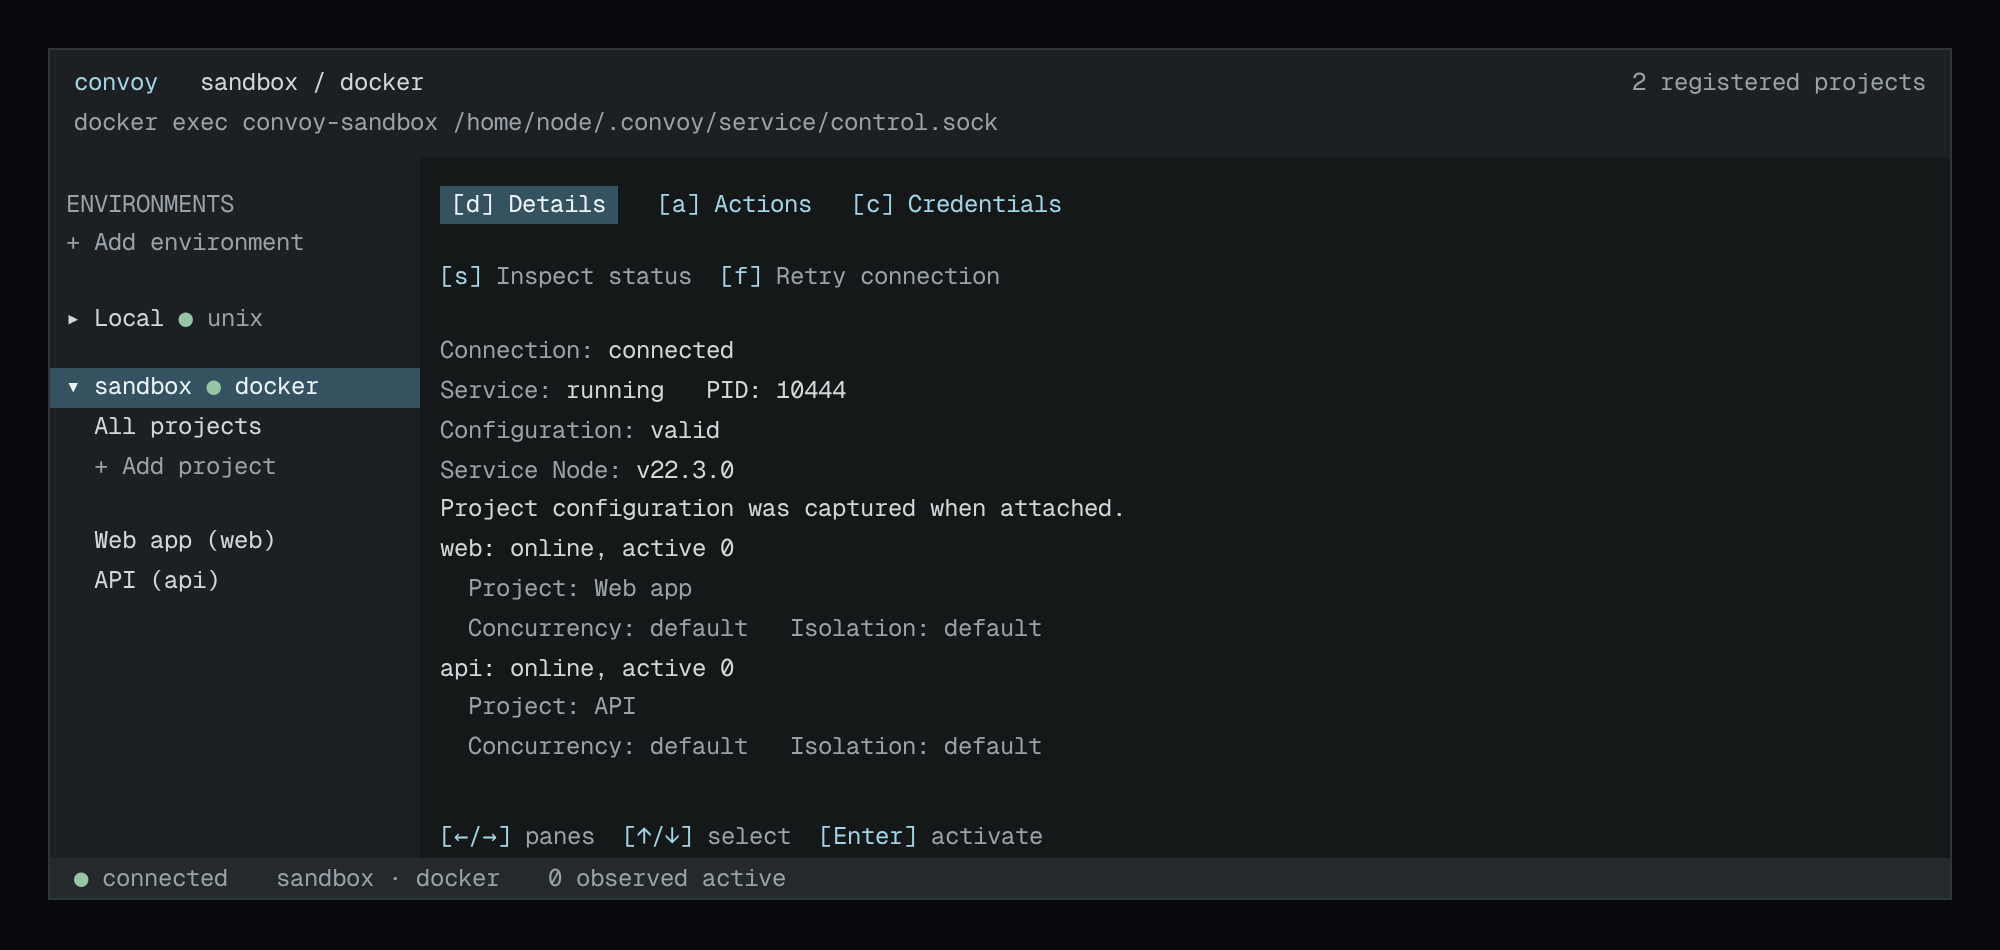 convoy   sandbox / docker   2 registered projects
docker exec convoy-sandbox /home/node/.convoy/service/control.sock
ENVIRONMENTS
+ Add environment
▸ Local ● unix
▾ sandbox ● docker
All projects
+ Add project
Web app (web)
API (api)
[d] Details   [a] Actions   [c] Credentials
[s] Inspect status  [f] Retry connection
Connection: connected
Service: running   PID: 10444
Configuration: valid
Service Node: v22.3.0
Project configuration was captured when attached.
web: online, active 0
Project: Web app
Concurrency: default   Isolation: default
api: online, active 0
Project: API
Concurrency: default   Isolation: default
[←/→] panes  [↑/↓] select  [Enter] activate
● connected   sandbox · docker   0 observed active